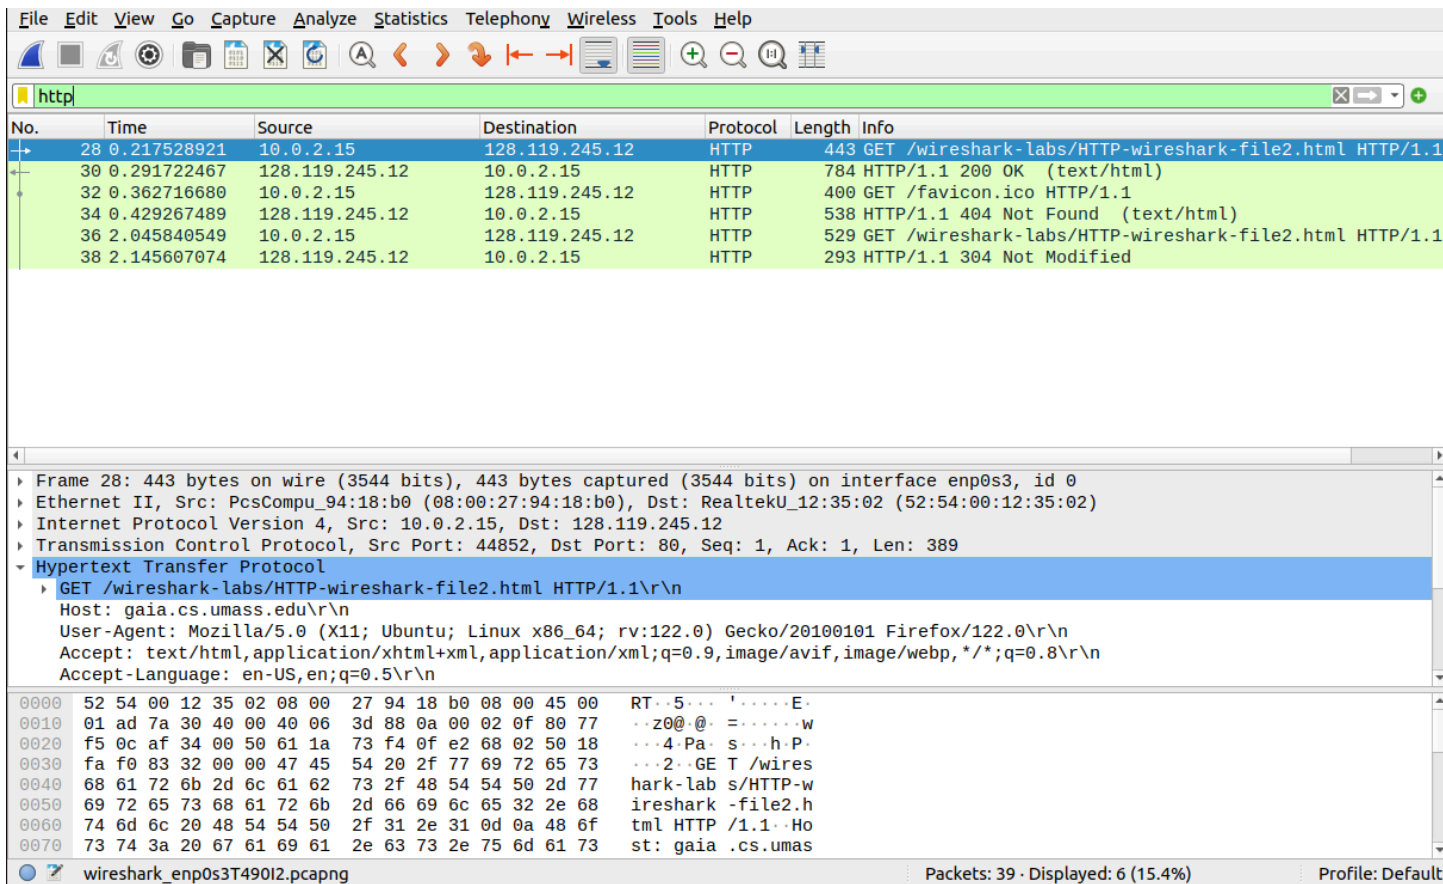 File Edit View Go Capture Analyze Statistics Telephony Wireless Tools Help
http
No. Time Source Destination Protocol Length Info
28 0.217528921 10.0.2.15 128.119.245.12 HTTP 443 GET /wireshark-labs/HTTP-wireshark-file2.html HTTP/1.1
30 0.291722467 128.119.245.12 10.0.2.15 HTTP 784 HTTP/1.1 200 OK (text/html)
32 0.362716680 10.0.2.15 128.119.245.12 HTTP 400 GET /favicon.ico HTTP/1.1
34 0.429267489 128.119.245.12 10.0.2.15 HTTP 538 HTTP/1.1 404 Not Found (text/html)
36 2.045840549 10.0.2.15 128.119.245.12 HTTP 529 GET /wireshark-labs/HTTP-wireshark-file2.html HTTP/1.1
38 2.145607074 128.119.245.12 10.0.2.15 HTTP 293 HTTP/1.1 304 Not Modified
Frame 28: 443 bytes on wire (3544 bits), 443 bytes captured (3544 bits) on interface enp0s3, id 0
Ethernet II, Src: PcsCompu_94:18:b0 (08:00:27:94:18:b0), Dst: RealtekU_12:35:02 (52:54:00:12:35:02)
Internet Protocol Version 4, Src: 10.0.2.15, Dst: 128.119.245.12
Transmission Control Protocol, Src Port: 44852, Dst Port: 80, Seq: 1, Ack: 1, Len: 389
Hypertext Transfer Protocol
GET /wireshark-labs/HTTP-wireshark-file2.html HTTP/1.1\r\n
Host: gaia.cs.umass.edu\r\n
User-Agent: Mozilla/5.0 (X11; Ubuntu; Linux x86_64; rv:122.0) Gecko/20100101 Firefox/122.0\r\n
Accept: text/html,application/xhtml+xml,application/xml;q=0.9,image/avif,image/webp,*/*;q=0.8\r\n
Accept-Language: en-US,en;q=0.5\r\n
0000 52 54 00 12 35 02 08 00 27 94 18 b0 08 00 45 00 RT··5··· '·····E·
0010 01 ad 7a 30 40 00 40 06 3d 88 0a 00 02 0f 80 77 ··z0@·@· =······w
0020 f5 0c af 34 00 50 61 1a 73 f4 0f e2 68 02 50 18 ···4·Pa· s···h·P·
0030 fa f0 83 32 00 00 47 45 54 20 2f 77 69 72 65 73 ···2··GE T /wires
0040 68 61 72 6b 2d 6c 61 62 73 2f 48 54 54 50 2d 77 hark-lab s/HTTP-w
0050 69 72 65 73 68 61 72 6b 2d 66 69 6c 65 32 2e 68 ireshark -file2.h
0060 74 6d 6c 20 48 54 54 50 2f 31 2e 31 0d 0a 48 6f tml HTTP /1.1··Ho
0070 73 74 3a 20 67 61 69 61 2e 63 73 2e 75 6d 61 73 st: gaia .cs.umas
wireshark_enp0s3T490I2.pcapng Packets: 39 · Displayed: 6 (15.4%) Profile: Default